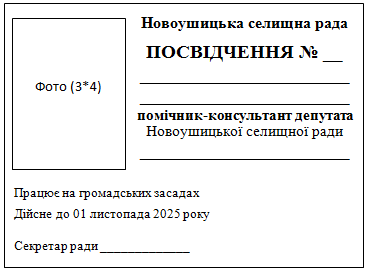 Новоушицька селищна рада
ПОСВІДЧЕННЯ № __
Фото (3*4)
помічник-консультант депутата
Новоушицької селищної ради
Працює на громадських засадах
Дійсне до 01 листопада 2025 року
Секретар ради ______________